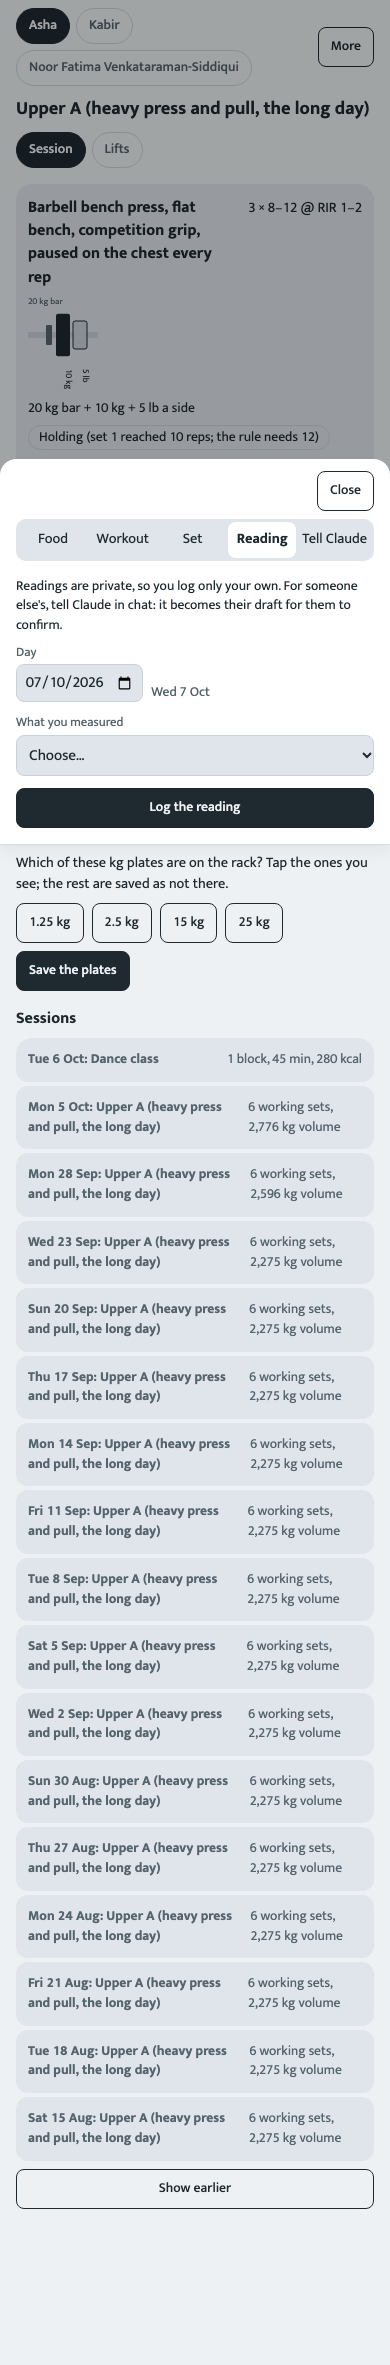 Asha
Kabir
Noor Fatima Venkataraman-Siddiqui
More
Upper A (heavy press and pull, the long day)
Session
Lifts
Barbell bench press, flat
bench, competition grip,
paused on the chest every
rep
3 × 8–12 @ RIR 1–2
20 kg bar
10 kg
5 lb
20 kg bar + 10 kg + 5 lb a side
Holding (set 1 reached 10 reps; the rule needs 12)
Close
Food
Workout
Set
Reading
Tell Claude
Readings are private, so you log only your own. For someone
else's, tell Claude in chat: it becomes their draft for them to
confirm.
Day
07/10/2026
Wed 7 Oct
What you measured
Choose...
Log the reading
Which of these kg plates are on the rack? Tap the ones you
see; the rest are saved as not there.
1.25 kg
2.5 kg
15 kg
25 kg
Save the plates
Sessions
Tue 6 Oct: Dance class
1 block, 45 min, 280 kcal
Mon 5 Oct: Upper A (heavy press
and pull, the long day)
6 working sets,
2,776 kg volume
Mon 28 Sep: Upper A (heavy press
and pull, the long day)
6 working sets,
2,596 kg volume
Wed 23 Sep: Upper A (heavy press
and pull, the long day)
6 working sets,
2,275 kg volume
Sun 20 Sep: Upper A (heavy press
and pull, the long day)
6 working sets,
2,275 kg volume
Thu 17 Sep: Upper A (heavy press
and pull, the long day)
6 working sets,
2,275 kg volume
Mon 14 Sep: Upper A (heavy press
and pull, the long day)
6 working sets,
2,275 kg volume
Fri 11 Sep: Upper A (heavy press
and pull, the long day)
6 working sets,
2,275 kg volume
Tue 8 Sep: Upper A (heavy press
and pull, the long day)
6 working sets,
2,275 kg volume
Sat 5 Sep: Upper A (heavy press
and pull, the long day)
6 working sets,
2,275 kg volume
Wed 2 Sep: Upper A (heavy press
and pull, the long day)
6 working sets,
2,275 kg volume
Sun 30 Aug: Upper A (heavy press
and pull, the long day)
6 working sets,
2,275 kg volume
Thu 27 Aug: Upper A (heavy press
and pull, the long day)
6 working sets,
2,275 kg volume
Mon 24 Aug: Upper A (heavy press
and pull, the long day)
6 working sets,
2,275 kg volume
Fri 21 Aug: Upper A (heavy press
and pull, the long day)
6 working sets,
2,275 kg volume
Tue 18 Aug: Upper A (heavy press
and pull, the long day)
6 working sets,
2,275 kg volume
Sat 15 Aug: Upper A (heavy press
and pull, the long day)
6 working sets,
2,275 kg volume
Show earlier